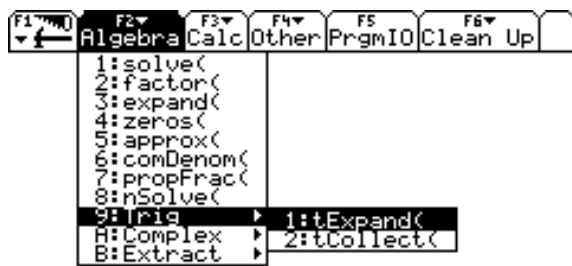 F1 F2 F3 F4 F5 F6
Algebra Calc Other PrgmIO Clean Up
1:solve(
2:factor(
3:expand(
4:zeros(
5:approx(
6:comDenom(
7:propFrac(
8:nSolve(
9:Trig
1:tExpand(
A:Complex
2:tCollect(
B:Extract